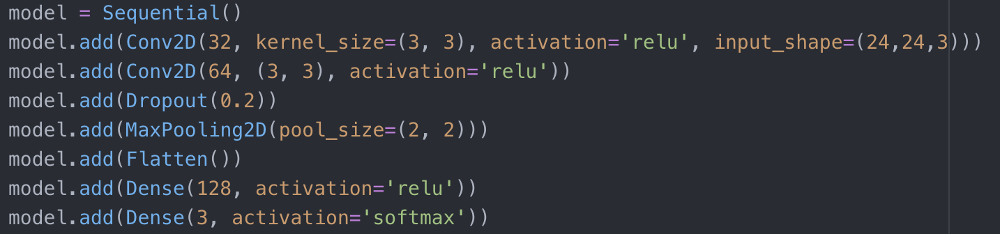 model = Sequential()
model.add(Conv2D(32, kernel_size=(3, 3), activation='relu', input_shape=(24,24,3)))
model.add(Conv2D(64, (3, 3), activation='relu'))
model.add(Dropout(0.2))
model.add(MaxPooling2D(pool_size=(2, 2)))
model.add(Flatten())
model.add(Dense(128, activation='relu'))
model.add(Dense(3, activation='softmax'))